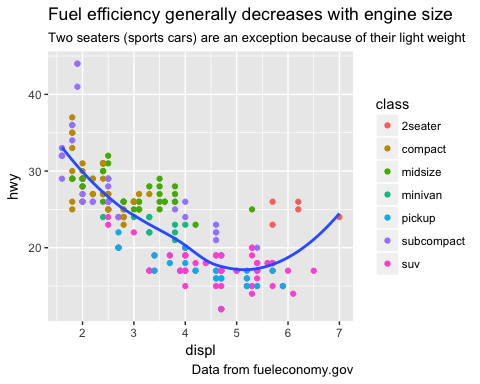 Fuel efficiency generally decreases with engine size
Two seaters (sports cars) are an exception because of their light weight
40
30
20
hwy
2
3
4
5
6
7
displ
class
2seater
compact
midsize
minivan
pickup
subcompact
suv
Data from fueleconomy.gov